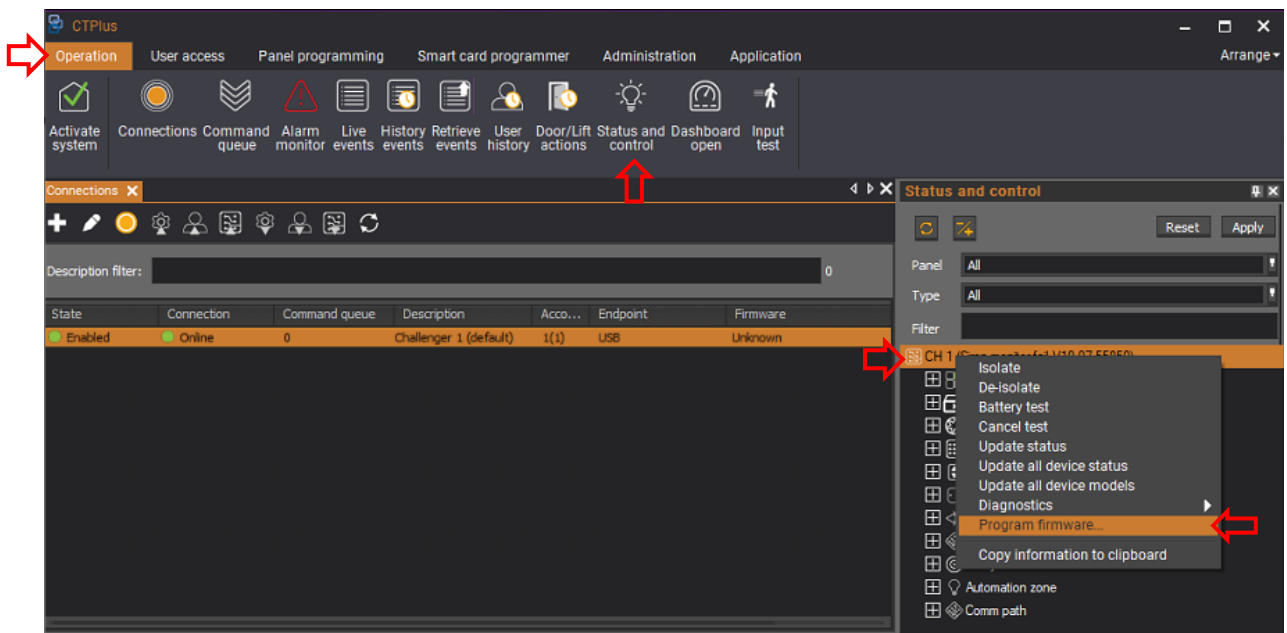 CTPlus
Operation User access Panel programming Smart card programmer Administration Application Arrange
Activate system Connections Command queue Alarm monitor Live events History events Retrieve events User history Door/Lift actions Status and control Dashboard open Input test
Connections
Description filter: 0
State Connection Command queue Description Acco... Endpoint Firmware
Enabled Online 0 Challenger 1 (default) 1(1) USB Unknown
Status and control
Reset Apply
Panel All
Type All
Filter
CH 1
Isolate
De-isolate
Battery test
Cancel test
Update status
Update all device status
Update all device models
Diagnostics
Program firmware...
Copy information to clipboard
Automation zone
Comm path